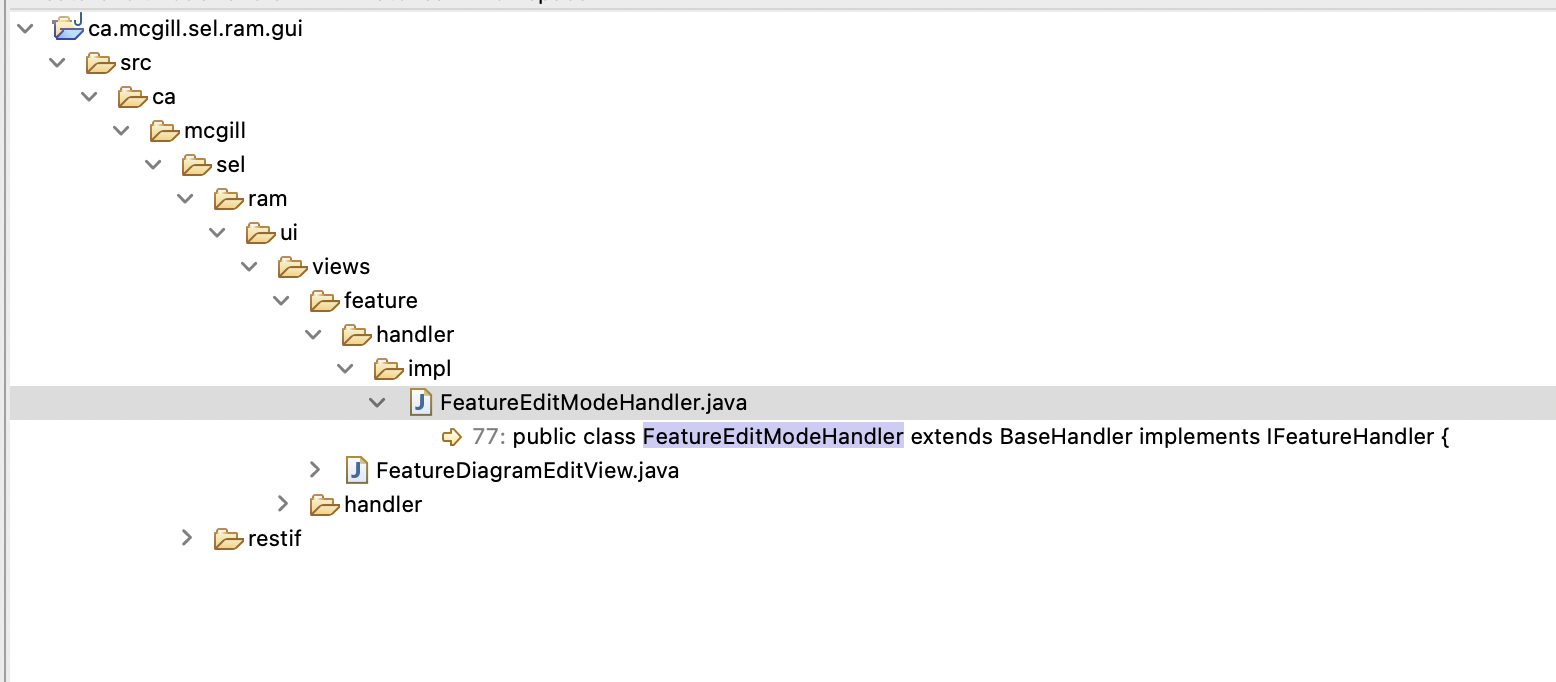 ca.mcgill.sel.ram.gui
src
ca
mcgill
sel
ram
ui
views
feature
handler
impl
FeatureEditModeHandler.java
77: public class FeatureEditModeHandler extends BaseHandler implements IFeatureHandler {
FeatureDiagramEditView.java
handler
restif